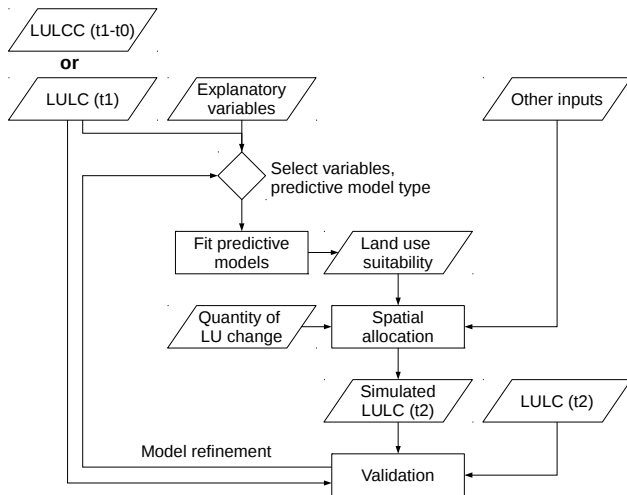 LULCC (t1-t0)
or
LULC (t1)
Explanatory
variables
Other inputs
Select variables,
predictive model type
Fit predictive
models
Land use
suitability
Quantity of
LU change
Spatial
allocation
Simulated
LULC (t2)
LULC (t2)
Model refinement
Validation